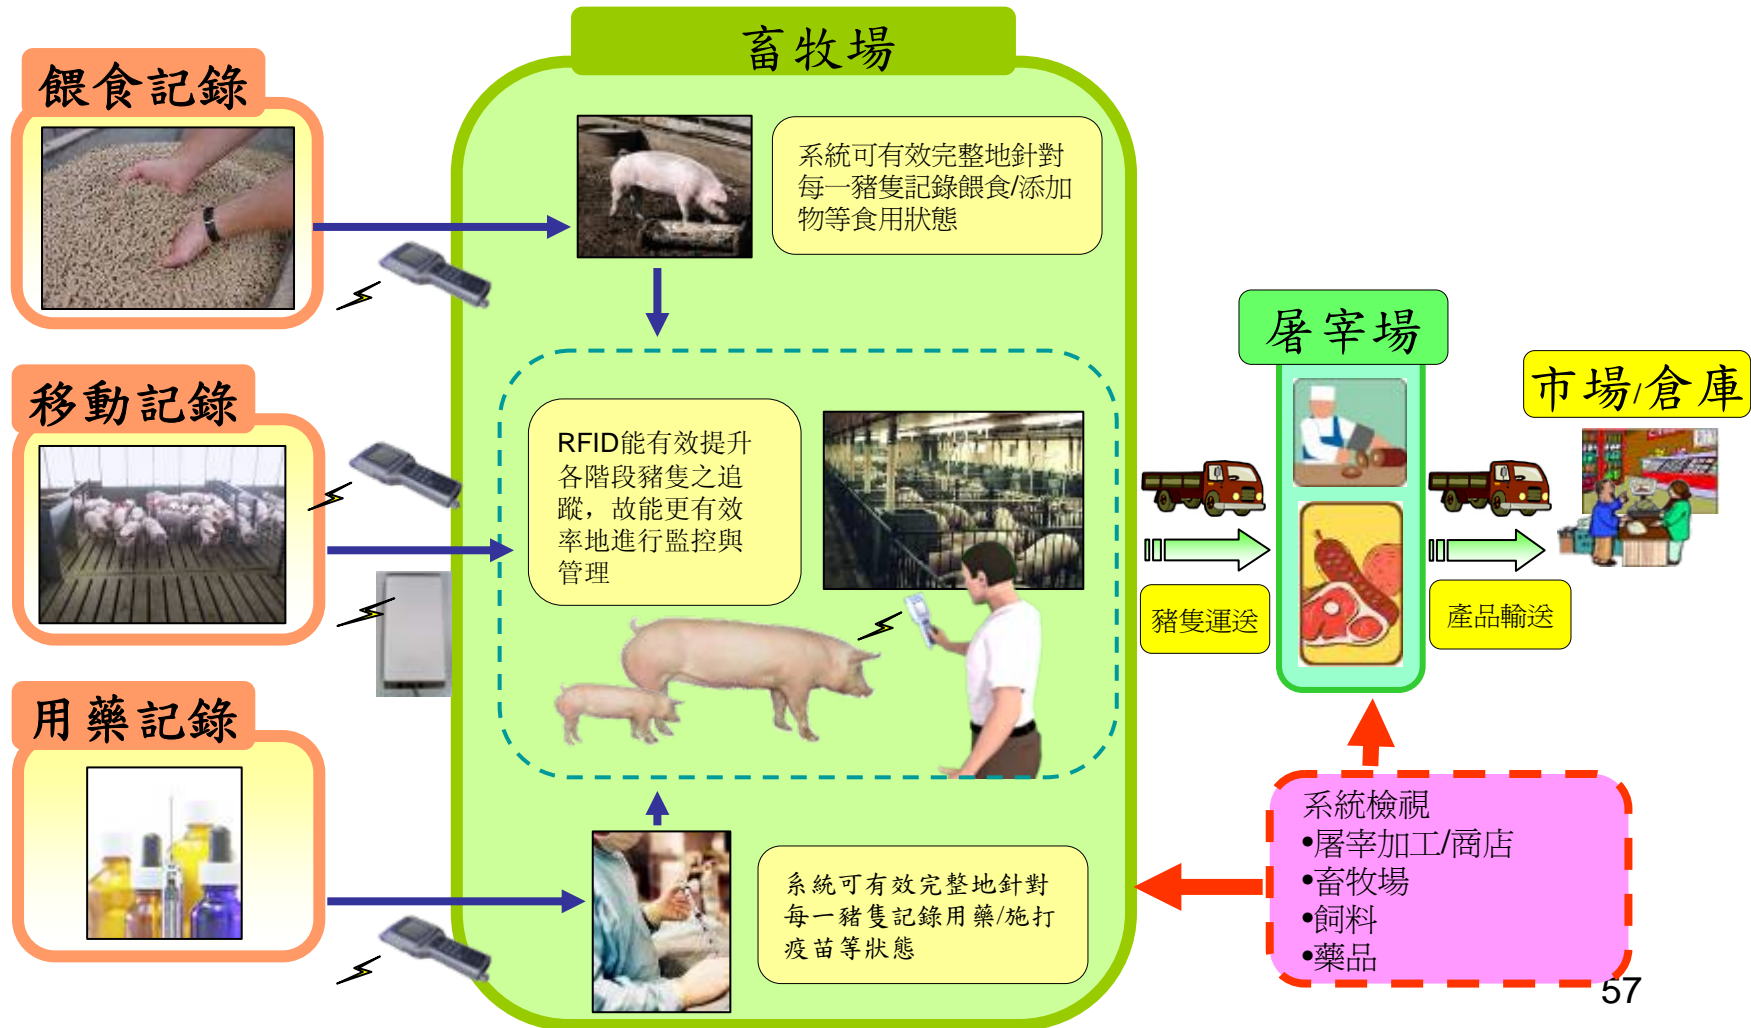 畜牧場
餵食記錄
系統可有效完整地針對
每一豬隻記錄餵食/添加
物等食用狀態
移動記錄
RFID能有效提升
各階段豬隻之追
蹤，故能更有效
率地進行監控與
管理
用藥記錄
系統可有效完整地針對
每一豬隻記錄用藥/施打
疫苗等狀態
豬隻運送
屠宰場
產品輸送
市場/倉庫
系統檢視
•屠宰加工/商店
•畜牧場
•飼料
•藥品
57